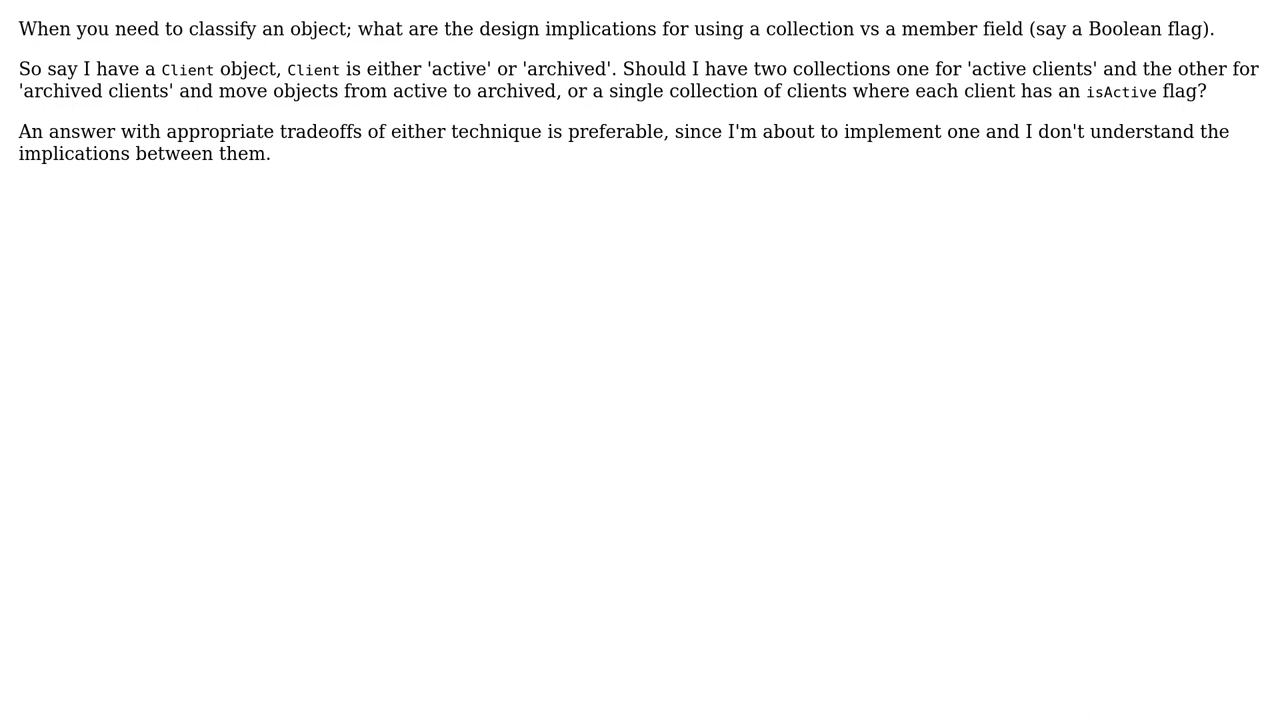 When you need to classify an object; what are the design implications for using a collection vs a member field (say a Boolean flag).
So say I have a Client object, Client is either 'active' or 'archived'. Should I have two collections one for 'active clients' and the other for
'archived clients' and move objects from active to archived, or a single collection of clients where each client has an isActive flag?
An answer with appropriate tradeoffs of either technique is preferable, since I'm about to implement one and I don't understand the
implications between them.